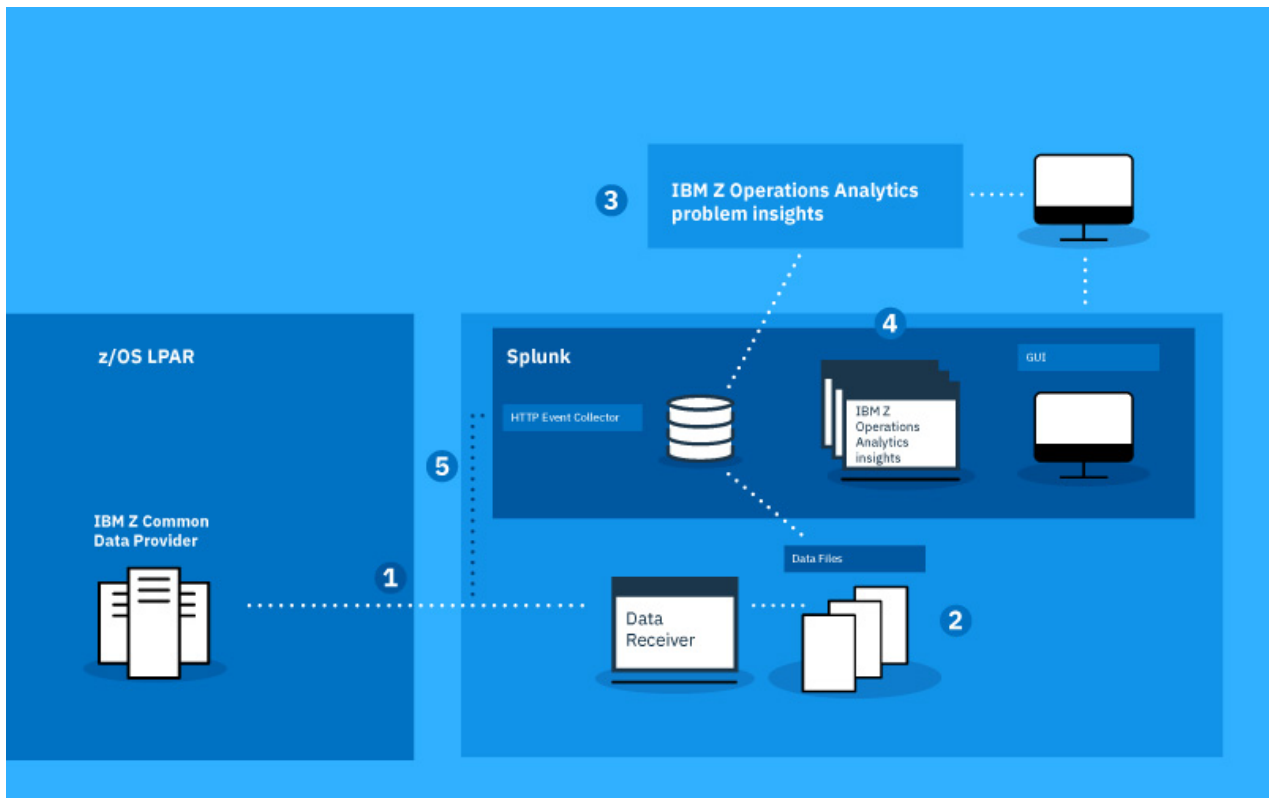 3
IBM Z Operations Analytics
problem insights
z/OS LPAR
IBM Z Common
Data Provider
1
5
Splunk
HTTP Event Collector
4
IBM Z
Operations
Analytics
insights
GUI
Data Files
Data
Receiver
2